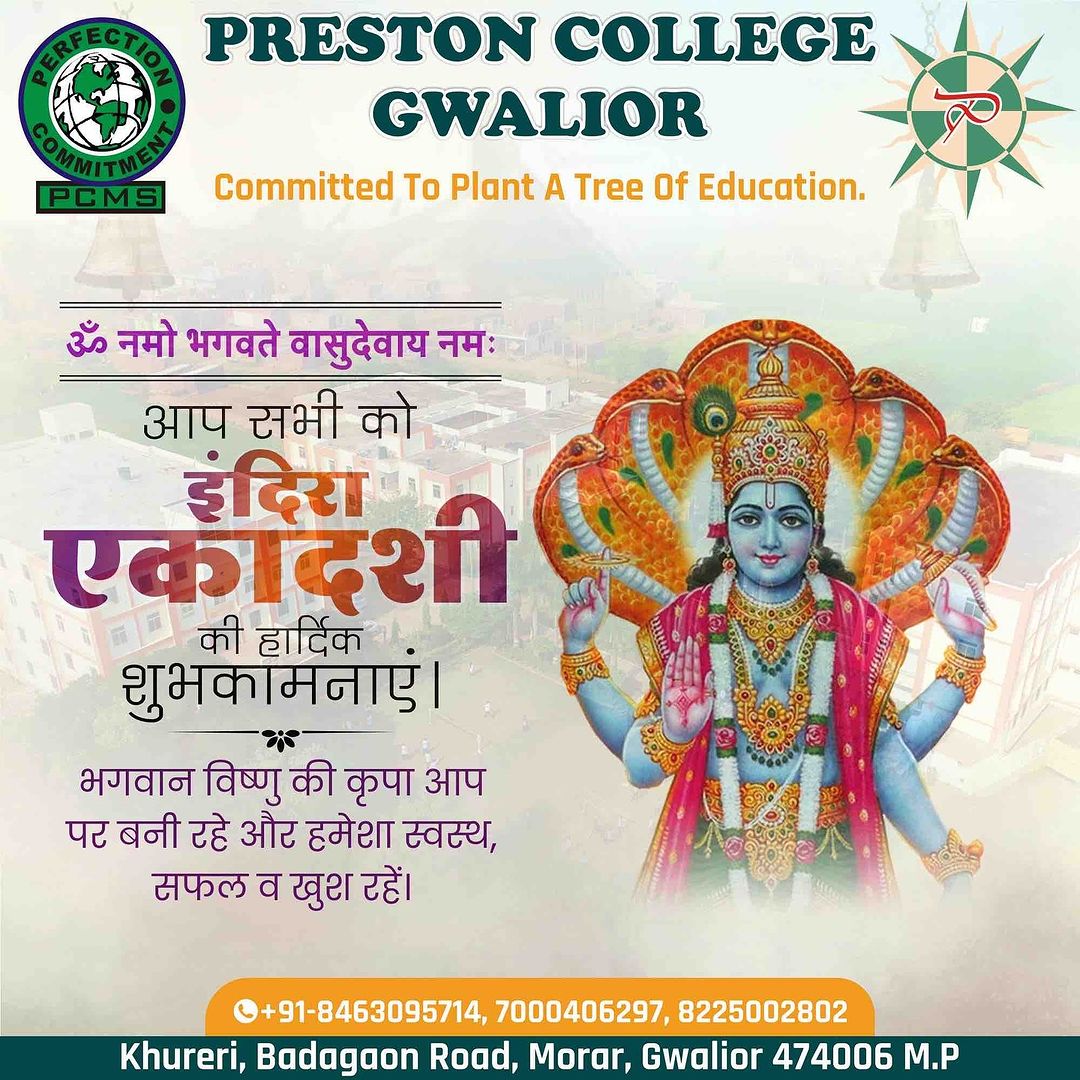 PERFECTION
COMMITMENT
PCMS
PRESTON COLLEGE
GWALIOR
Committed To Plant A Tree Of Education.
ॐ नमो भगवते वासुदेवाय नमः
आप सभी को
इंदिरा
एकादशी
की हार्दिक
शुभकामनाएं।
भगवान विष्णु की कृपा आप
पर बनी रहे और हमेशा स्वस्थ,
सफल व खुश रहें।
+91-8463095714, 7000406297, 8225002802
Khureri, Badagaon Road, Morar, Gwalior 474006 M.P